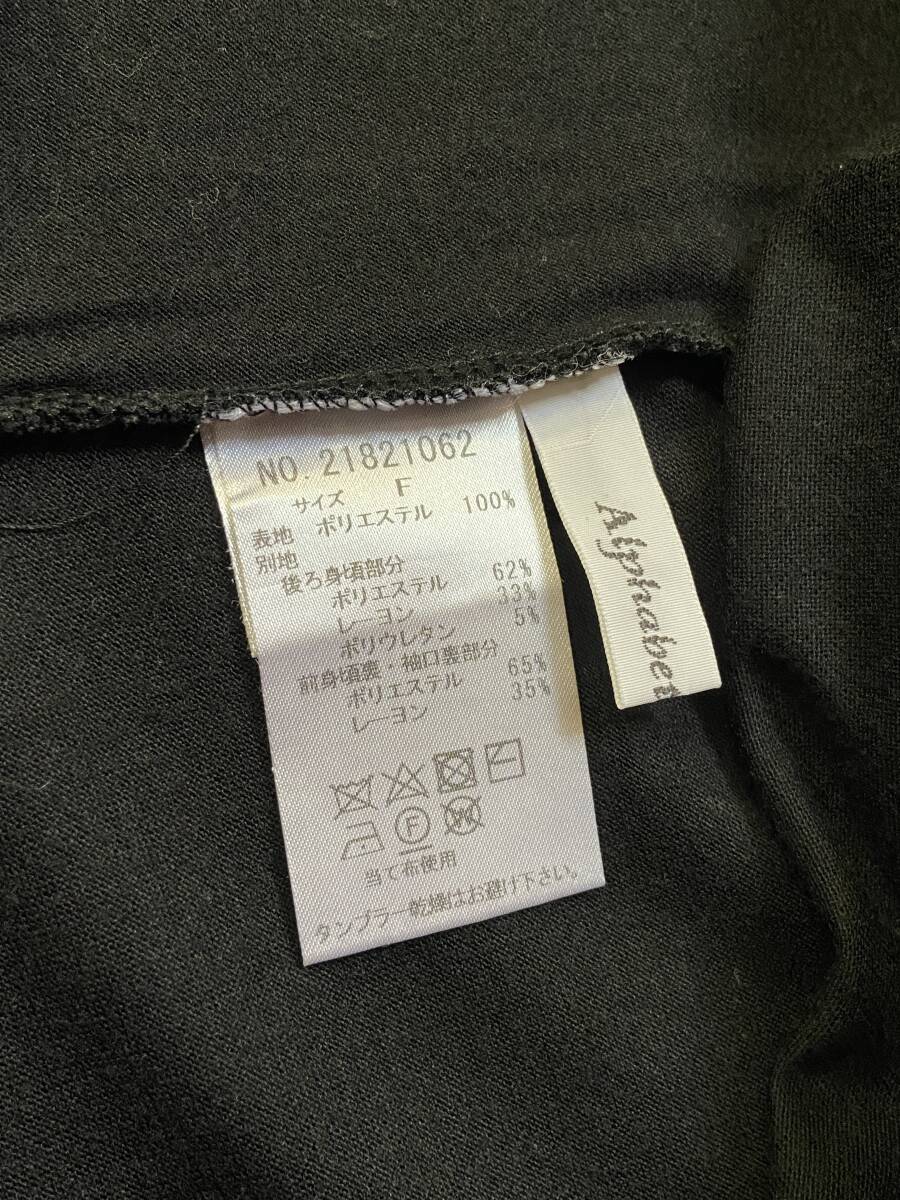 NO.21821062
サイズ F
表地 ポリエステル 100%
別地
後ろ身頃部分
ポリエステル 62%
レーヨン 33%
ポリウレタン 5%
前身頃裏・袖口裏部分
ポリエステル 65%
レーヨン 35%
F
W
当て布使用
タンブラー乾燥はお避け下さい。
Alphabet